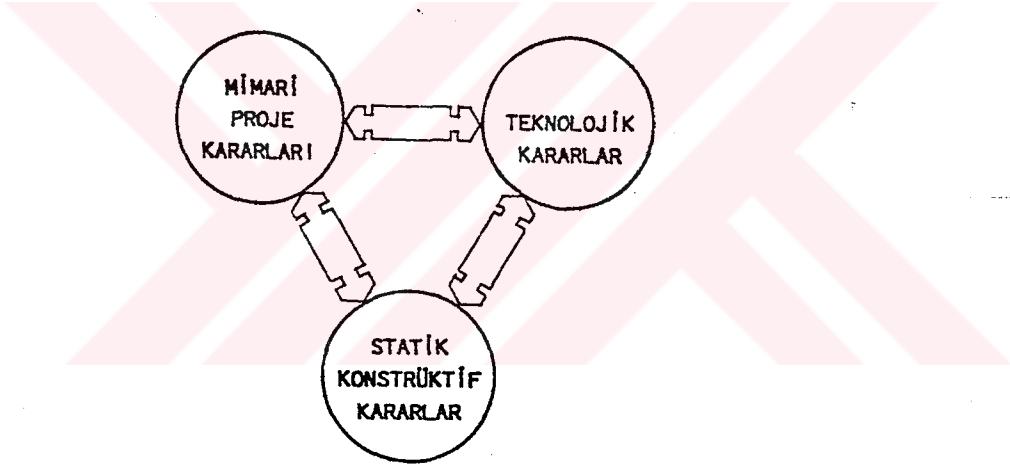 MİMARİ
PROJE
KARARLARI
TEKNOLOJİK
KARARLAR
STATİK
KONSTRÜKTİF
KARARLAR